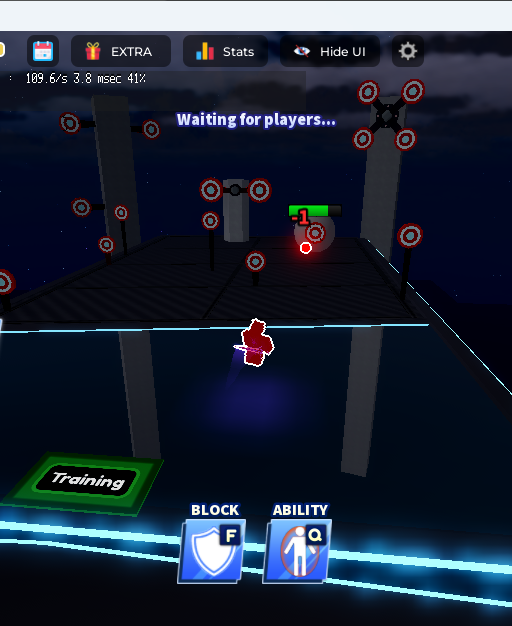 EXTRA
Stats
Hide UI
: 109.6/s 3.8 msec 41%
Waiting for players...
-1
Training
BLOCK
ABILITY
F
Q